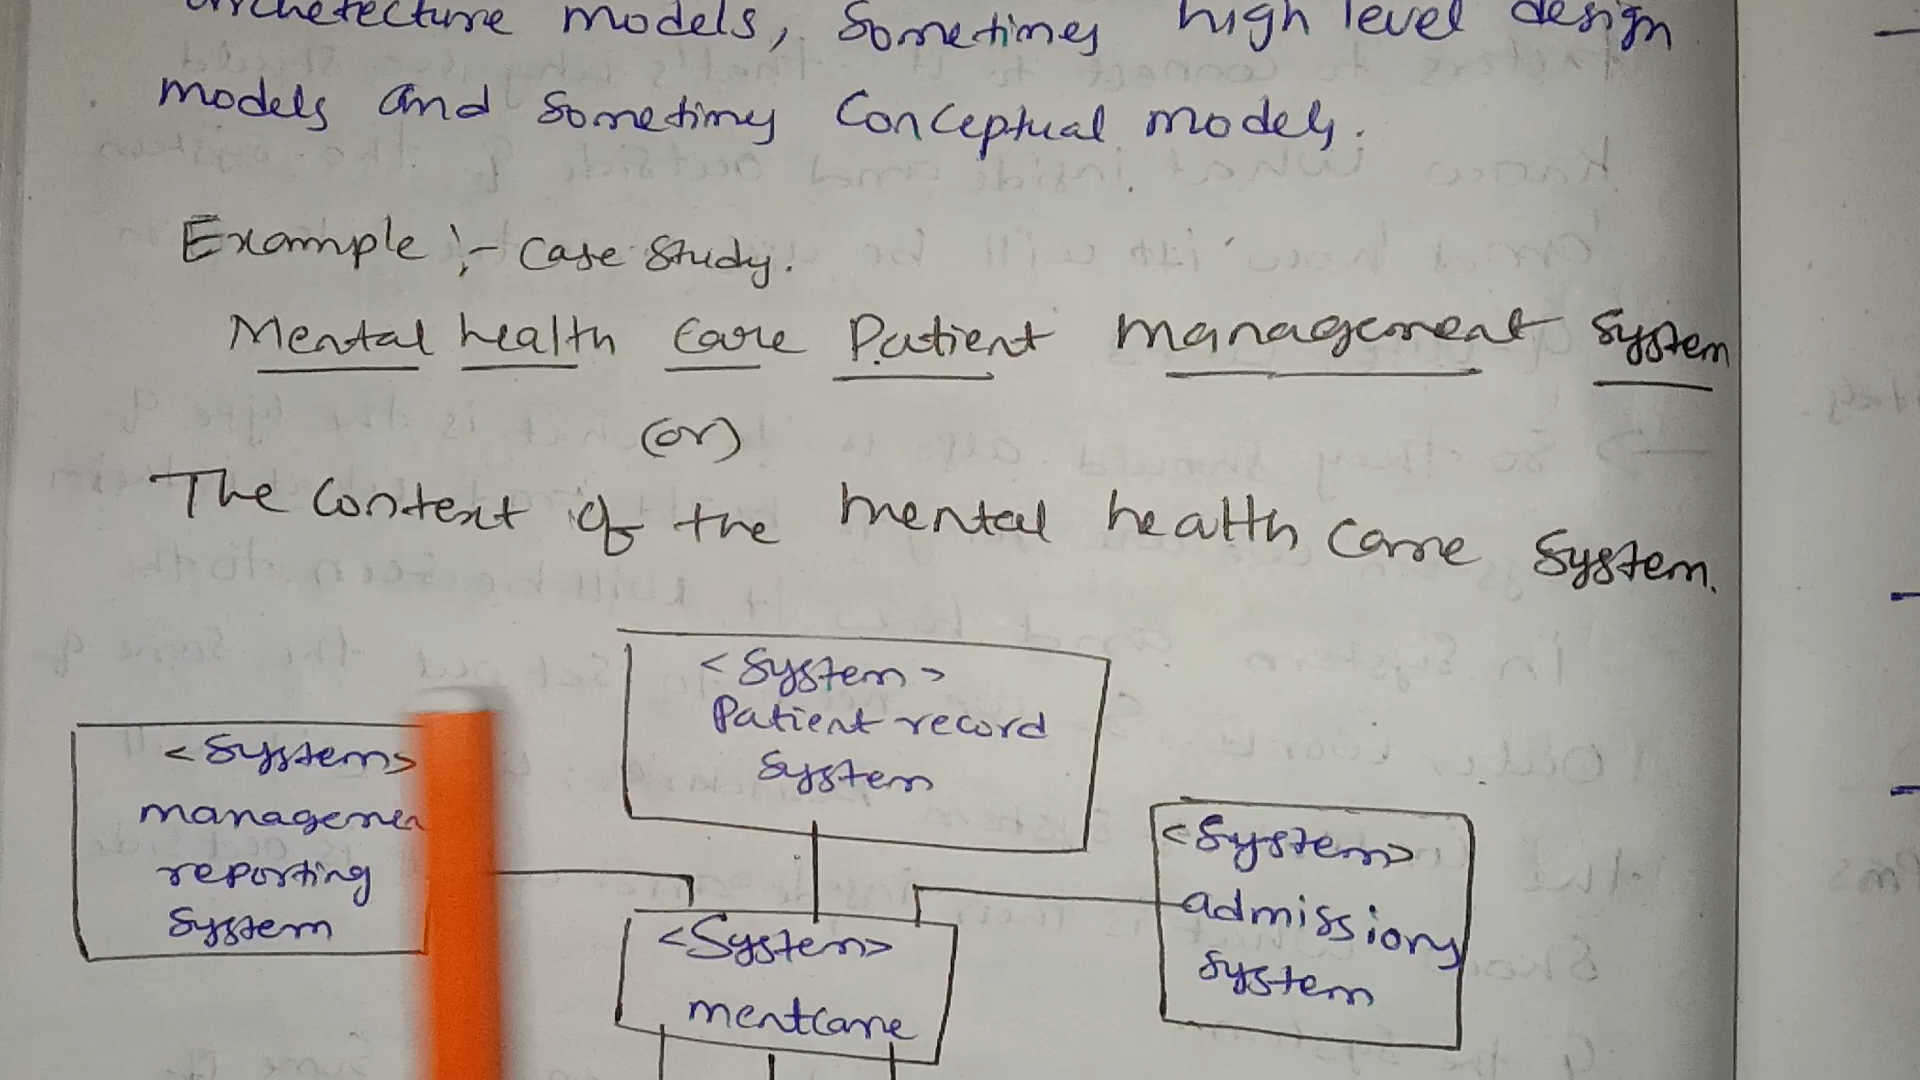 architecture models, Sometimes high level design
models and Sometimes Conceptual models.
Example :- Case Study.
Mental health Care Patient management System
(or)
The Context of the mental health care System.
<System>
Patient record
System
<System>
managemen
reporting
System
<System>
admissions
System
<System>
mentcare